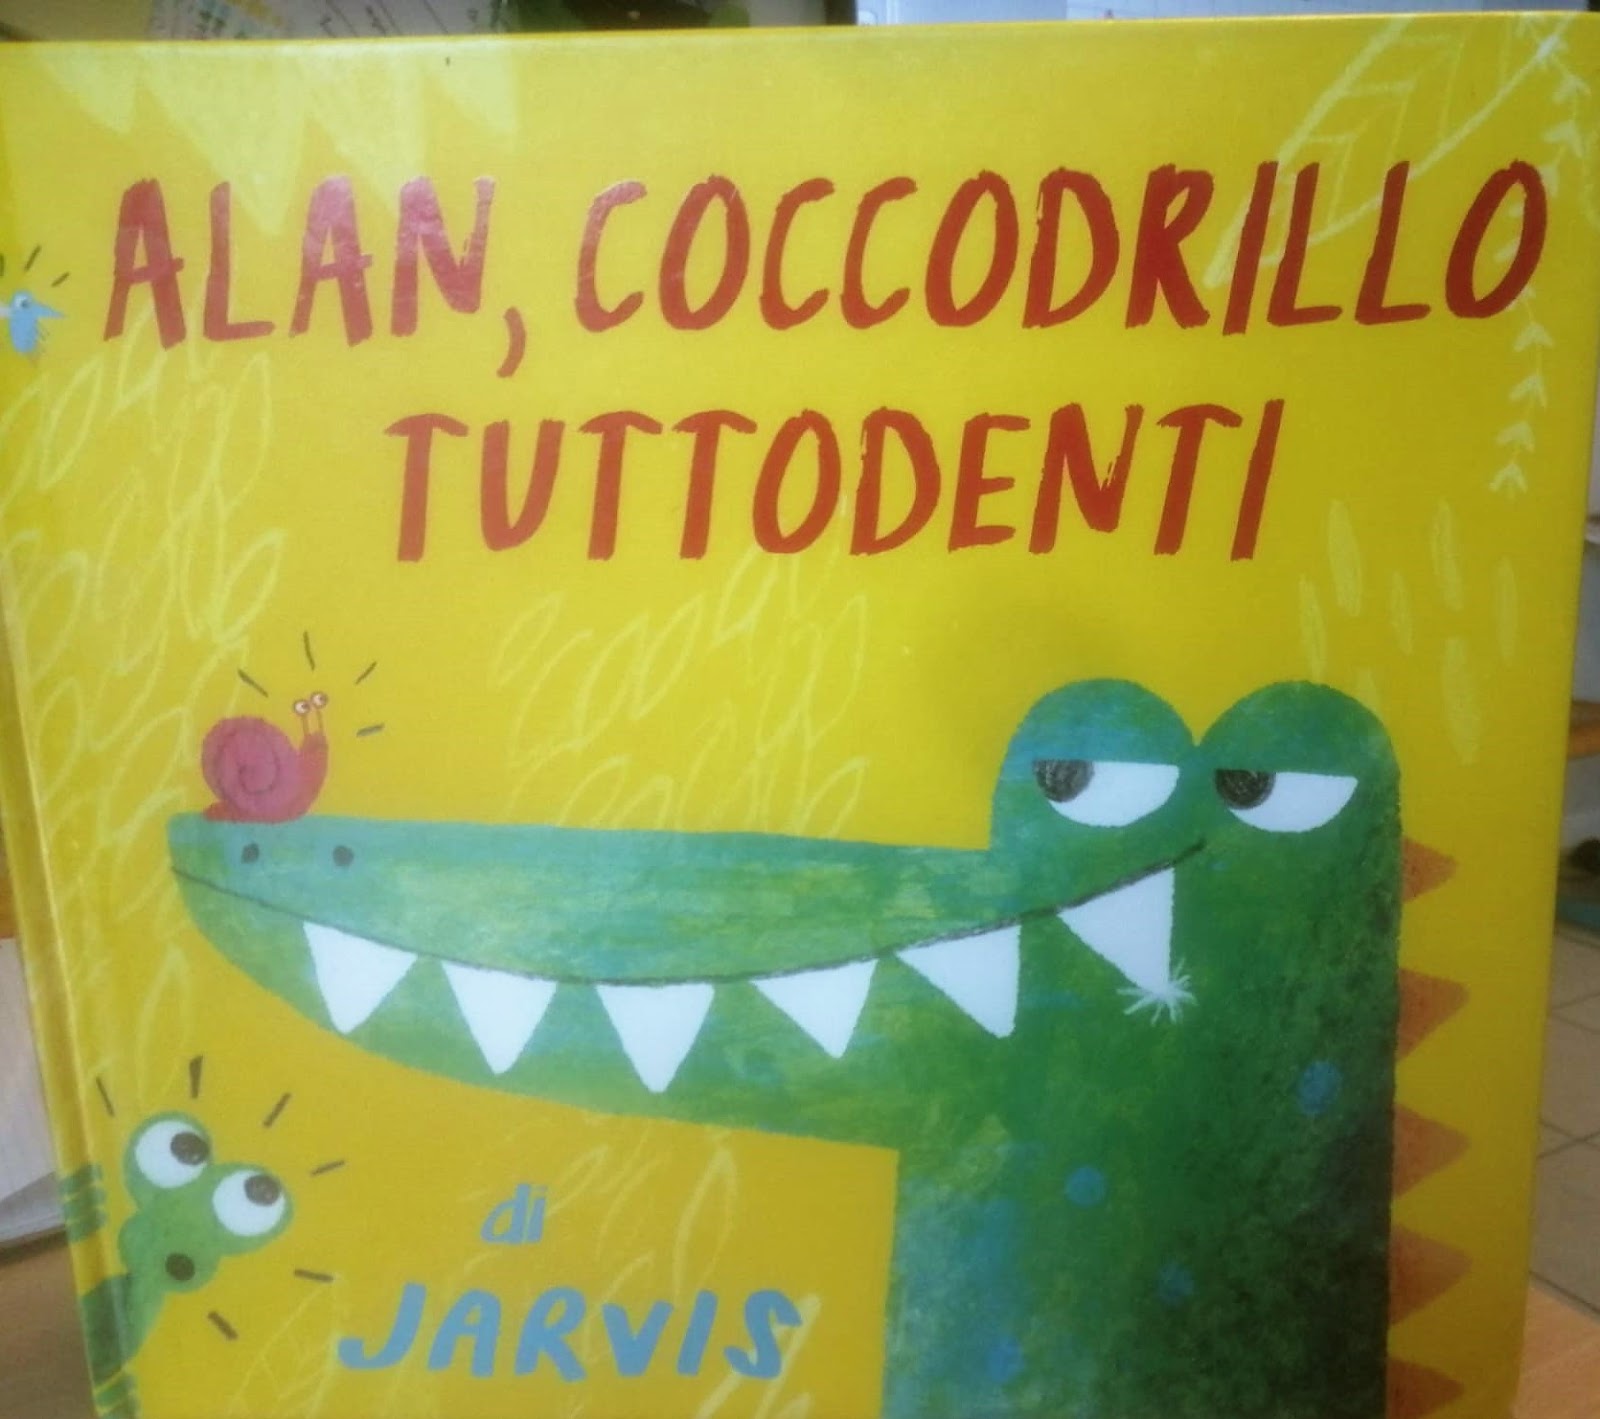 ALAN, COCCODRILLO
TUTTODENTI
di
JARVIS